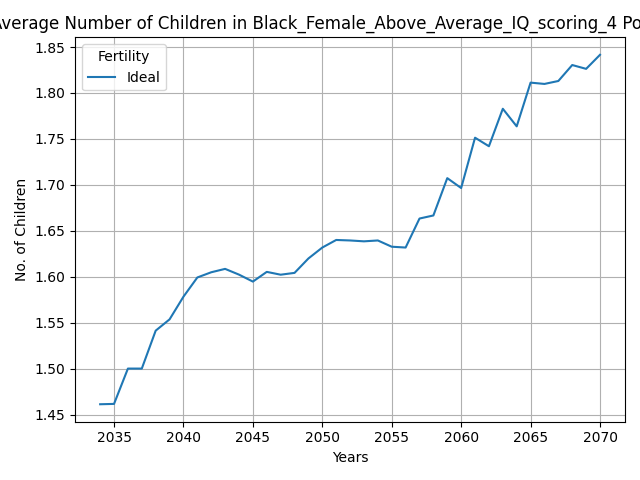 Average Number of Children in Black_Female_Above_Average_IQ_scoring_4 Po
Fertility
Ideal
No. of Children
1.85
1.80
1.75
1.70
1.65
1.60
1.55
1.50
1.45
2035 2040 2045 2050 2055 2060 2065 2070
Years